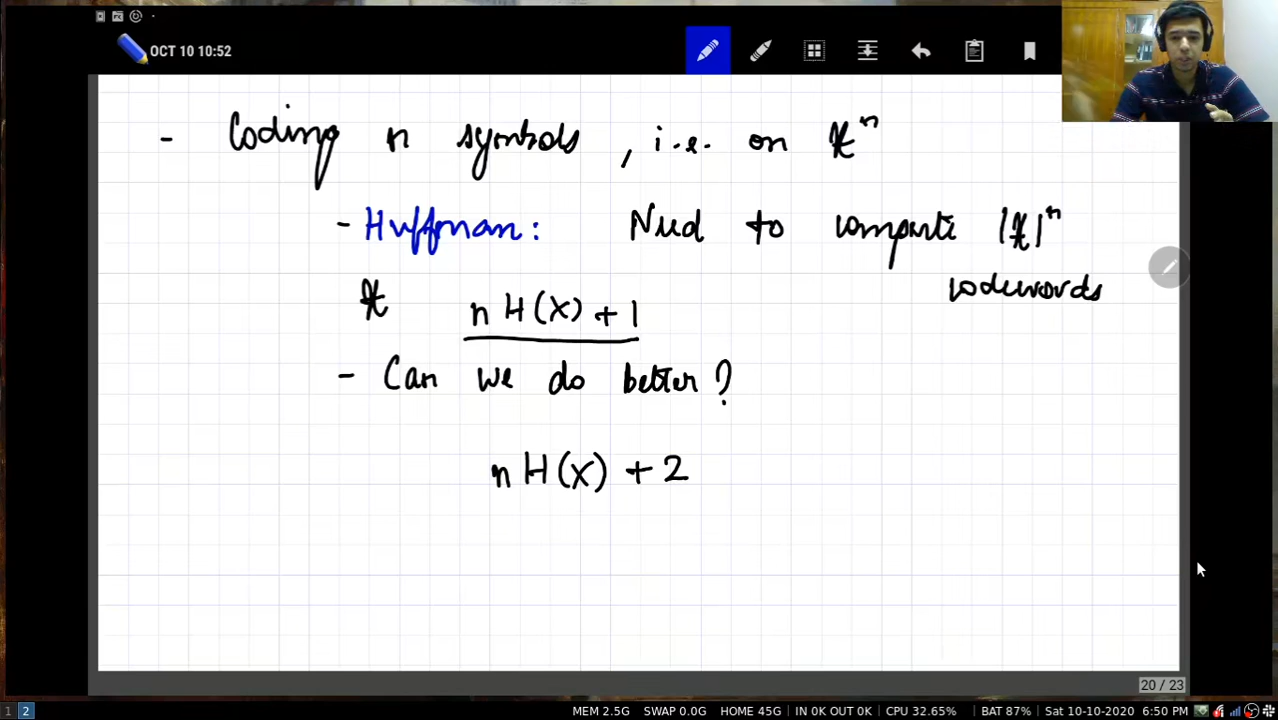 OCT 10 10:52
- Coding n symbols, i.e. on 𝒳ⁿ
- Huffman: Need to compute |𝒳|ⁿ
codewords
𝒳 n H(X) + 1
- Can we do better?
n H(X) + 2
20 / 23
1 2 MEM 2.5G SWAP 0.0G HOME 45G IN 0K OUT 0K CPU 32.65% BAT 87% Sat 10-10-2020 6:50 PM